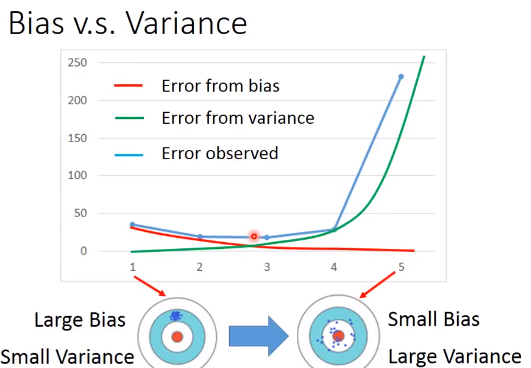 Bias v.s. Variance
250
200
150
100
50
0
Error from bias
Error from variance
Error observed
1 2 3 4 5
Large Bias
Small Variance
Small Bias
Large Variance